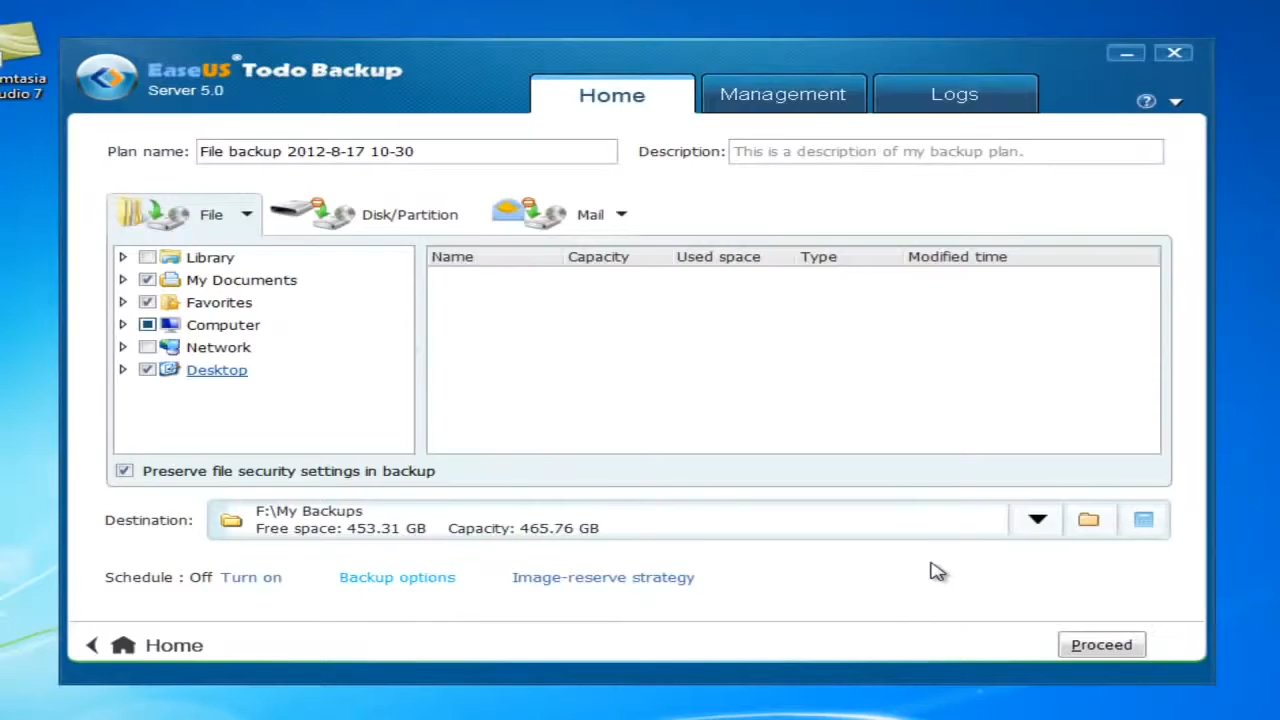 mtasia
udio 7
EaseUS® Todo Backup
Server 5.0
Home
Management
Logs
Plan name: File backup 2012-8-17 10-30
Description: This is a description of my backup plan.
File
Disk/Partition
Mail
Library
My Documents
Favorites
Computer
Network
Desktop
Name Capacity Used space Type Modified time
Preserve file security settings in backup
Destination:
F:\My Backups
Free space: 453.31 GB Capacity: 465.76 GB
Schedule : Off Turn on Backup options Image-reserve strategy
Home
Proceed